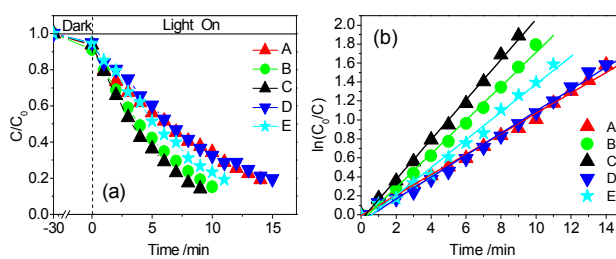 Dark Light On
C/C0
1.0
0.8
0.6
0.4
0.2
0.0
-30 0 5 10 15
Time /min
A
B
C
D
E
(a)
(b)
ln(C0/C)
2.0
1.8
1.6
1.4
1.2
1.0
0.8
0.6
0.4
0.2
0.0
0 2 4 6 8 10 12 14
Time /min
A
B
C
D
E